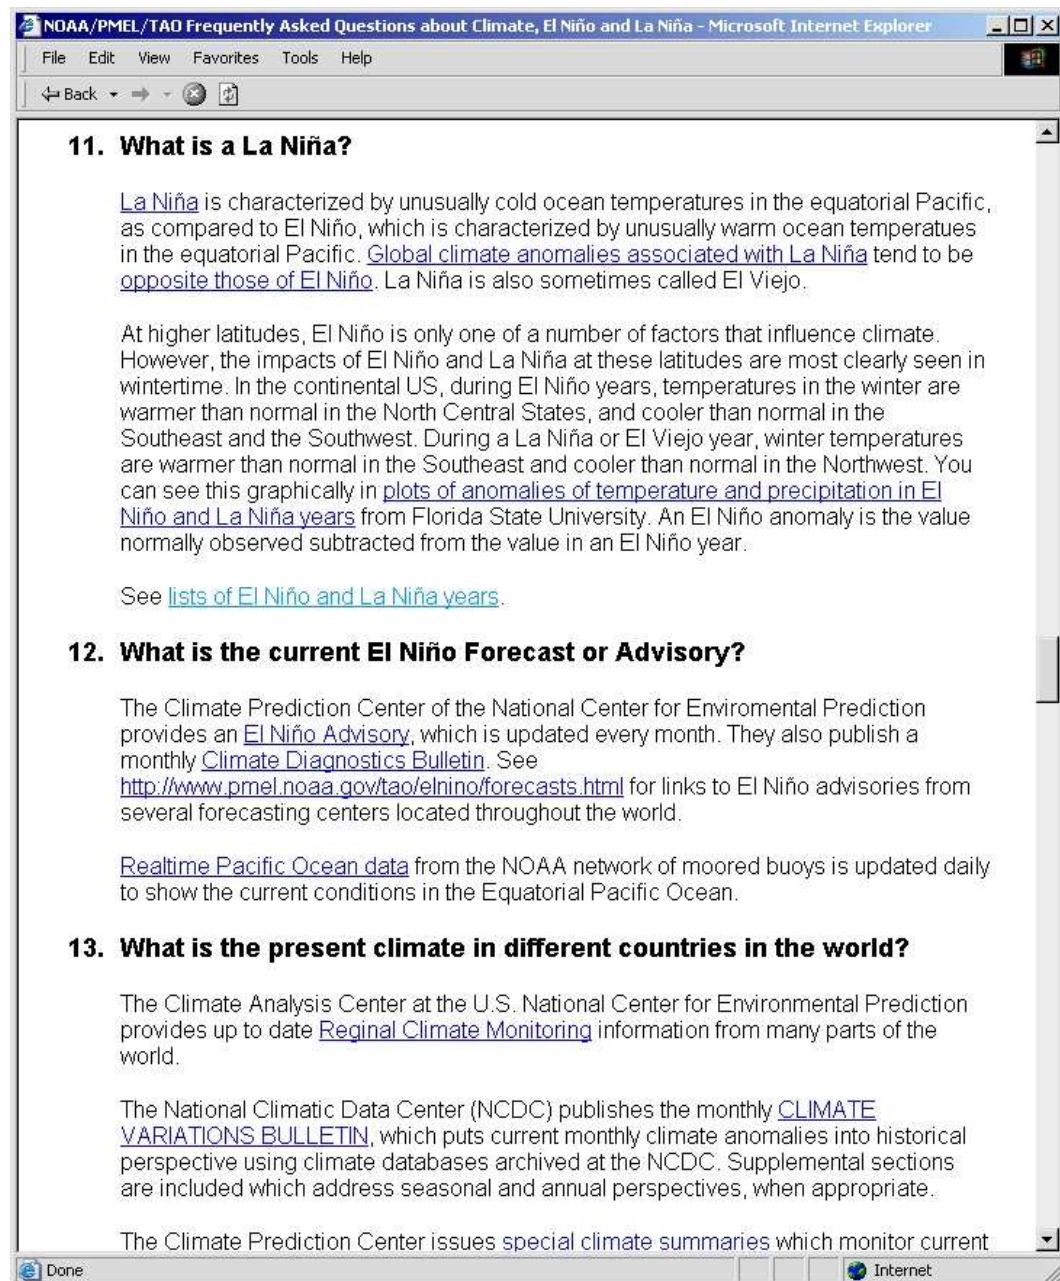 NOAA/PMEL/TAO Frequently Asked Questions about Climate, El Niño and La Niña - Microsoft Internet Explorer
File Edit View Favorites Tools Help
Back
11. What is a La Niña?
La Niña is characterized by unusually cold ocean temperatures in the equatorial Pacific,
as compared to El Niño, which is characterized by unusually warm ocean temperatues
in the equatorial Pacific. Global climate anomalies associated with La Niña tend to be
opposite those of El Niño. La Niña is also sometimes called El Viejo.
At higher latitudes, El Niño is only one of a number of factors that influence climate.
However, the impacts of El Niño and La Niña at these latitudes are most clearly seen in
wintertime. In the continental US, during El Niño years, temperatures in the winter are
warmer than normal in the North Central States, and cooler than normal in the
Southeast and the Southwest. During a La Niña or El Viejo year, winter temperatures
are warmer than normal in the Southeast and cooler than normal in the Northwest. You
can see this graphically in plots of anomalies of temperature and precipitation in El
Niño and La Niña years from Florida State University. An El Niño anomaly is the value
normally observed subtracted from the value in an El Niño year.
See lists of El Niño and La Niña years.
12. What is the current El Niño Forecast or Advisory?
The Climate Prediction Center of the National Center for Enviromental Prediction
provides an El Niño Advisory, which is updated every month. They also publish a
monthly Climate Diagnostics Bulletin. See
http://www.pmel.noaa.gov/tao/elnino/forecasts.html for links to El Niño advisories from
several forecasting centers located throughout the world.
Realtime Pacific Ocean data from the NOAA network of moored buoys is updated daily
to show the current conditions in the Equatorial Pacific Ocean.
13. What is the present climate in different countries in the world?
The Climate Analysis Center at the U.S. National Center for Environmental Prediction
provides up to date Reginal Climate Monitoring information from many parts of the
world.
The National Climatic Data Center (NCDC) publishes the monthly CLIMATE
VARIATIONS BULLETIN, which puts current monthly climate anomalies into historical
perspective using climate databases archived at the NCDC. Supplemental sections
are included which address seasonal and annual perspectives, when appropriate.
The Climate Prediction Center issues special climate summaries which monitor current
Done Internet